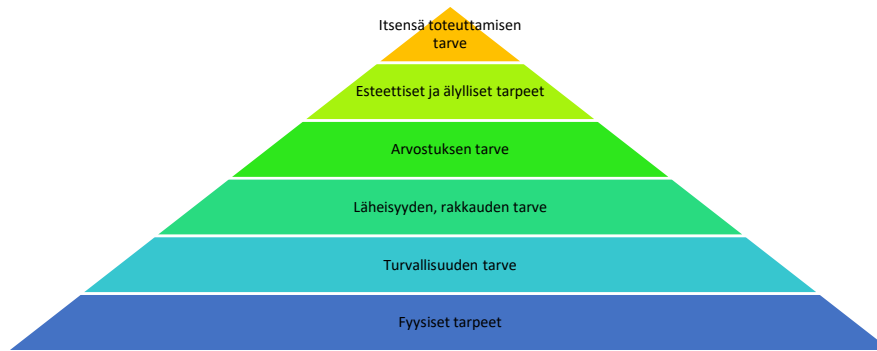 Itsensä toteuttamisen
tarve
Esteettiset ja älylliset tarpeet
Arvostuksen tarve
Läheisyyden, rakkauden tarve
Turvallisuuden tarve
Fyysiset tarpeet